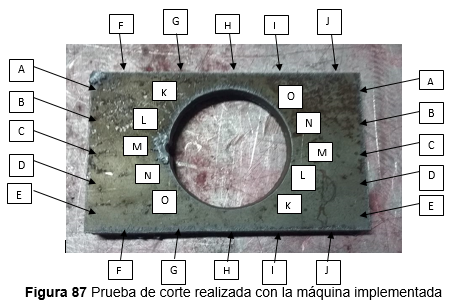 F G H I J
A A
K O
B B
L N
C C
M M
D D
N L
E E
O K
F G H I J
Figura 87 Prueba de corte realizada con la máquina implementada